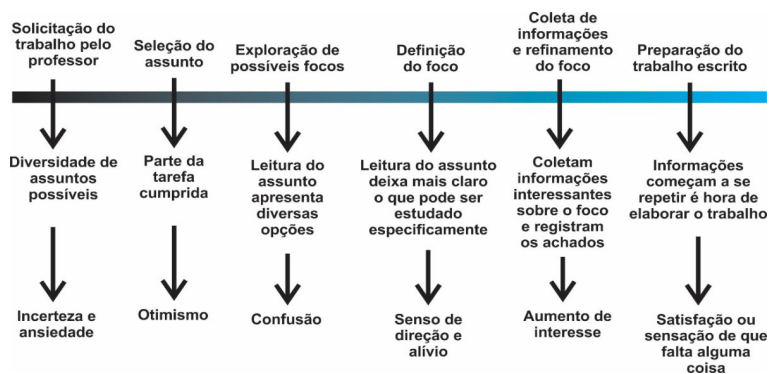 Solicitação do
trabalho pelo
professor
Seleção do
assunto
Exploração de
possíveis focos
Definição
do foco
Coleta de
informações
e refinamento
do foco
Preparação do
trabalho escrito
Diversidade de
assuntos
possíveis
Parte da
tarefa
cumprida
Leitura do
assunto
apresenta
diversas
opções
Leitura do assunto
deixa mais claro
o que pode ser
estudado
especificamente
Coletam
informações
interessantes
sobre o foco
e registram
os achados
Informações
começam a se
repetir é hora de
elaborar o trabalho
Incerteza e
ansiedade
Otimismo
Confusão
Senso de
direção e
alívio
Aumento de
interesse
Satisfação ou
sensação de que
falta alguma
coisa